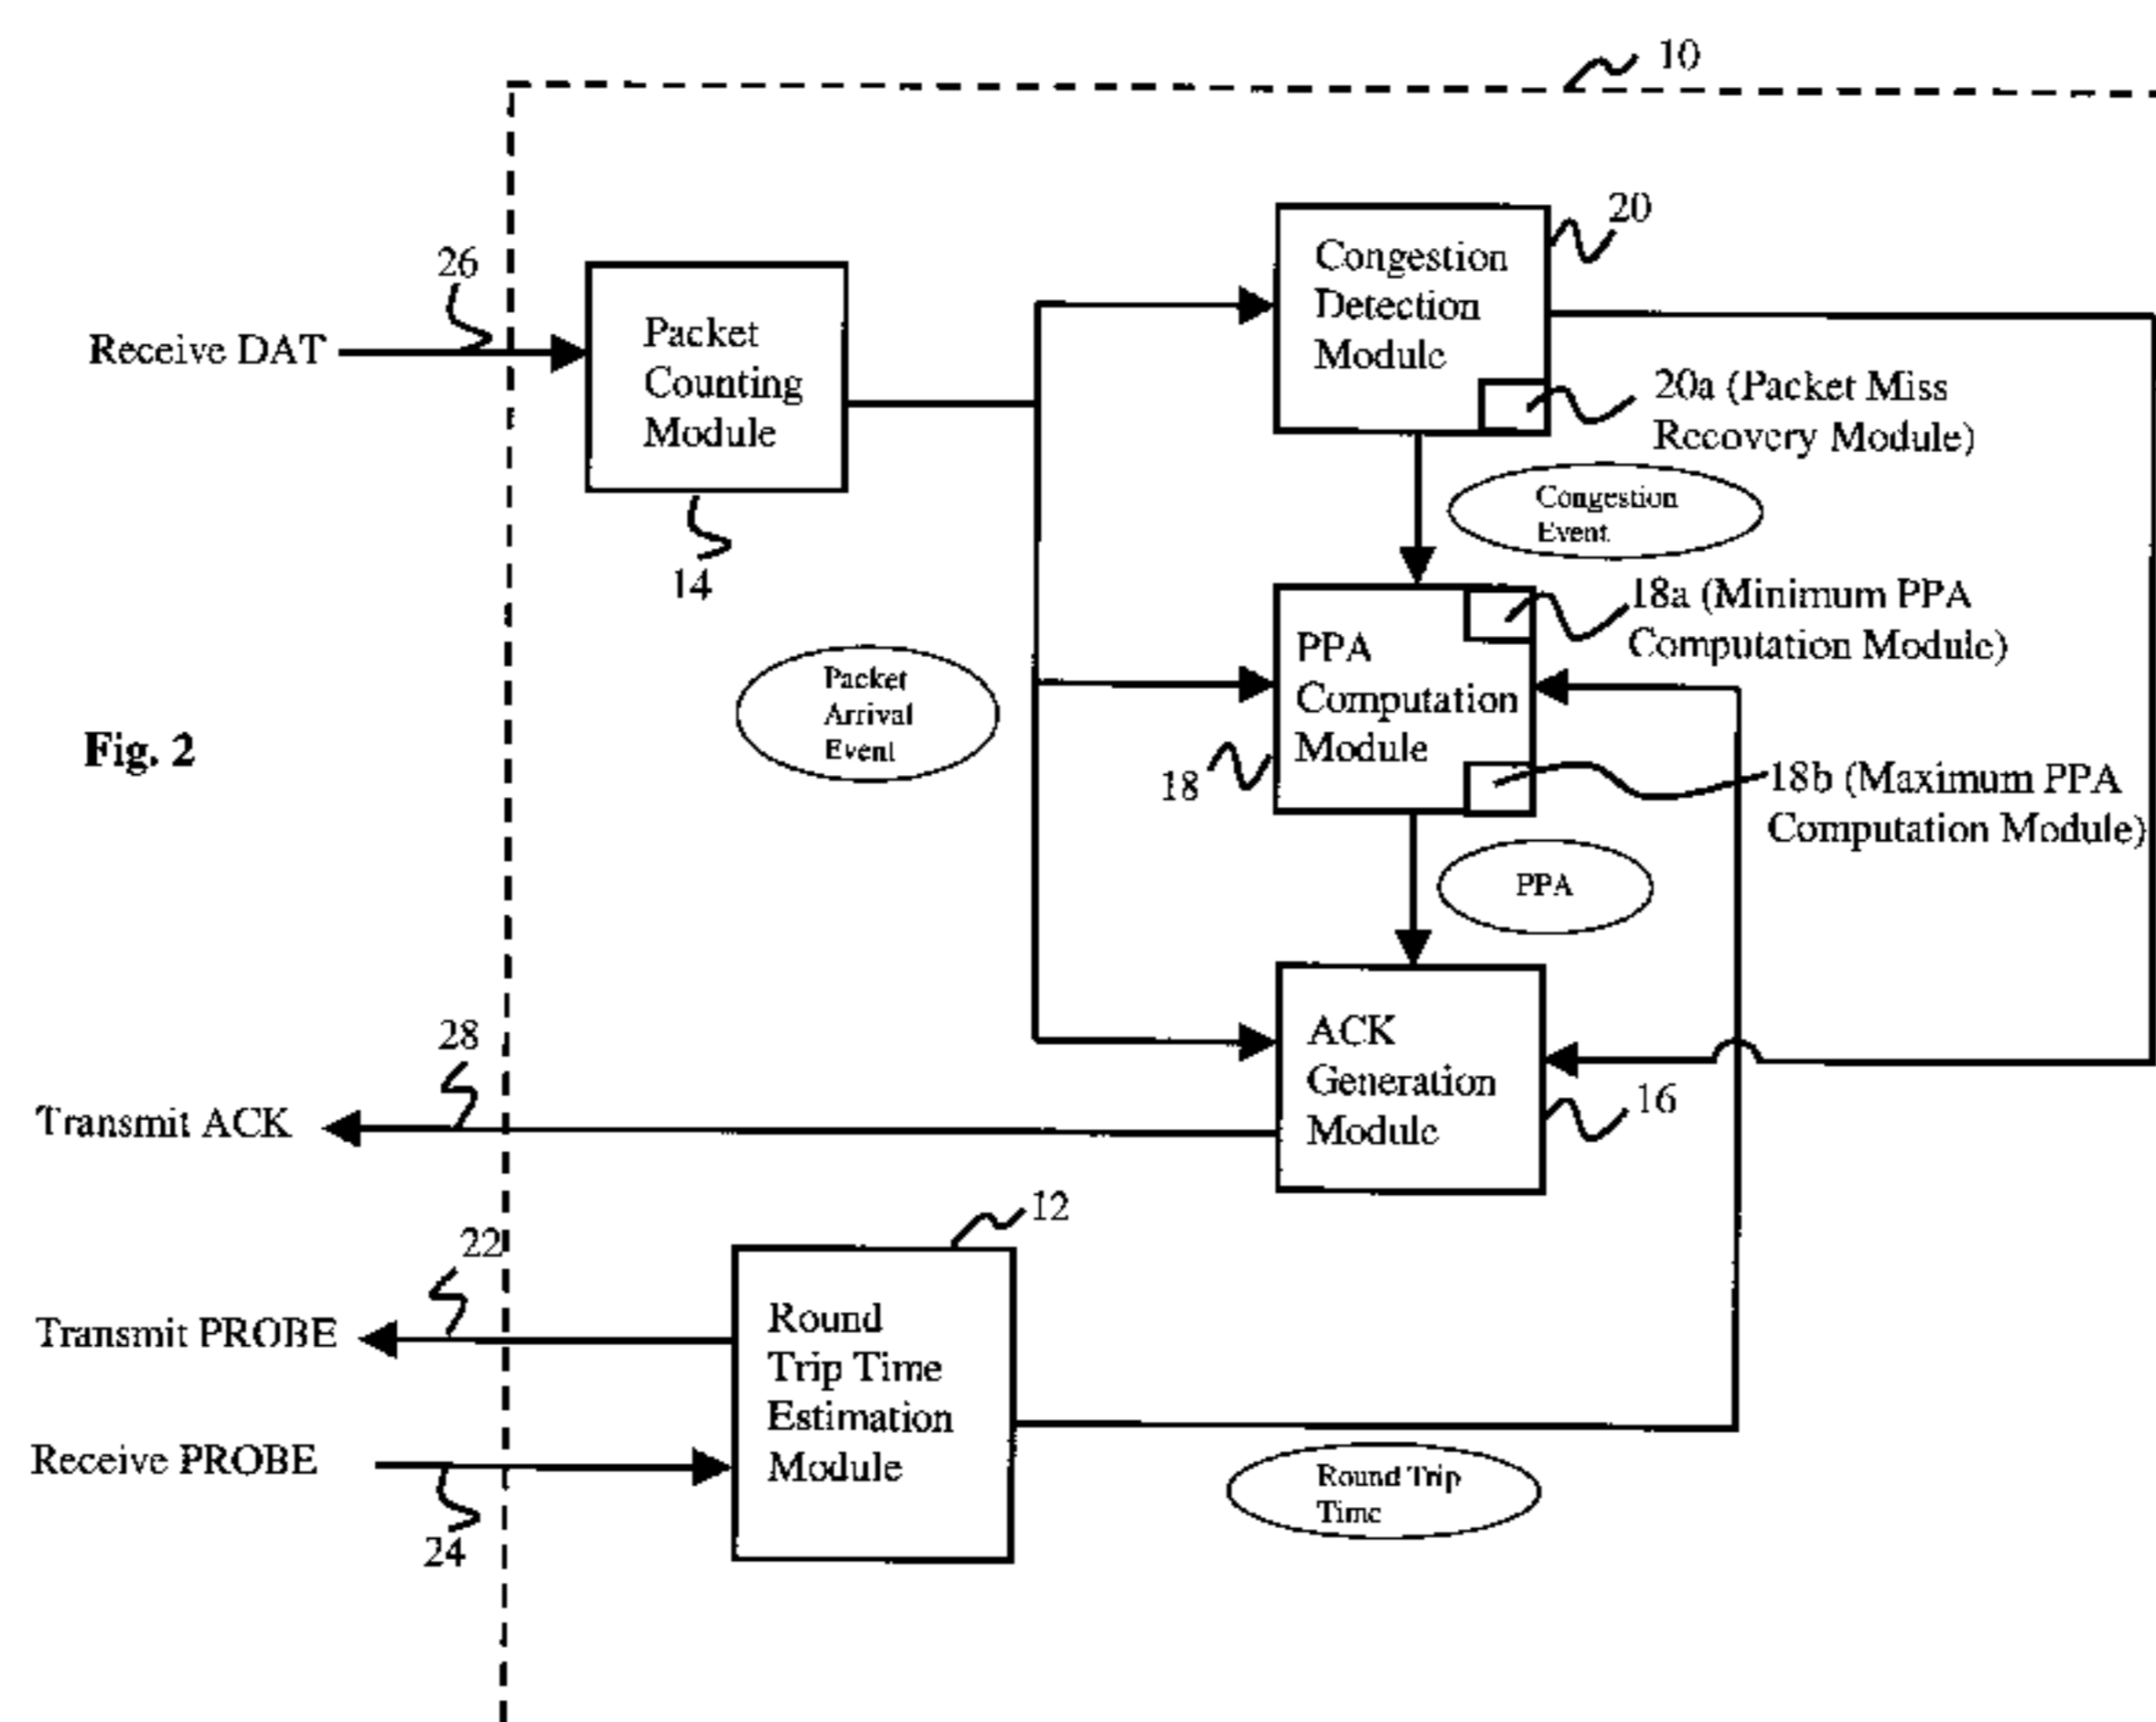 10
20
Congestion
Detection
Module
26
Receive DAT
Packet
Counting
Module
20a (Packet Miss
Recovery Module)
Congestion
Event
14
18a (Minimum PPA
Computation Module)
PPA
Computation
Module
Packet
Arrival
Event
Fig. 2
18
18b (Maximum PPA
Computation Module)
PPA
28
ACK
Generation
Module
16
Transmit ACK
12
22
Transmit PROBE
Round
Trip Time
Estimation
Module
Receive PROBE
Round Trip
Time
24